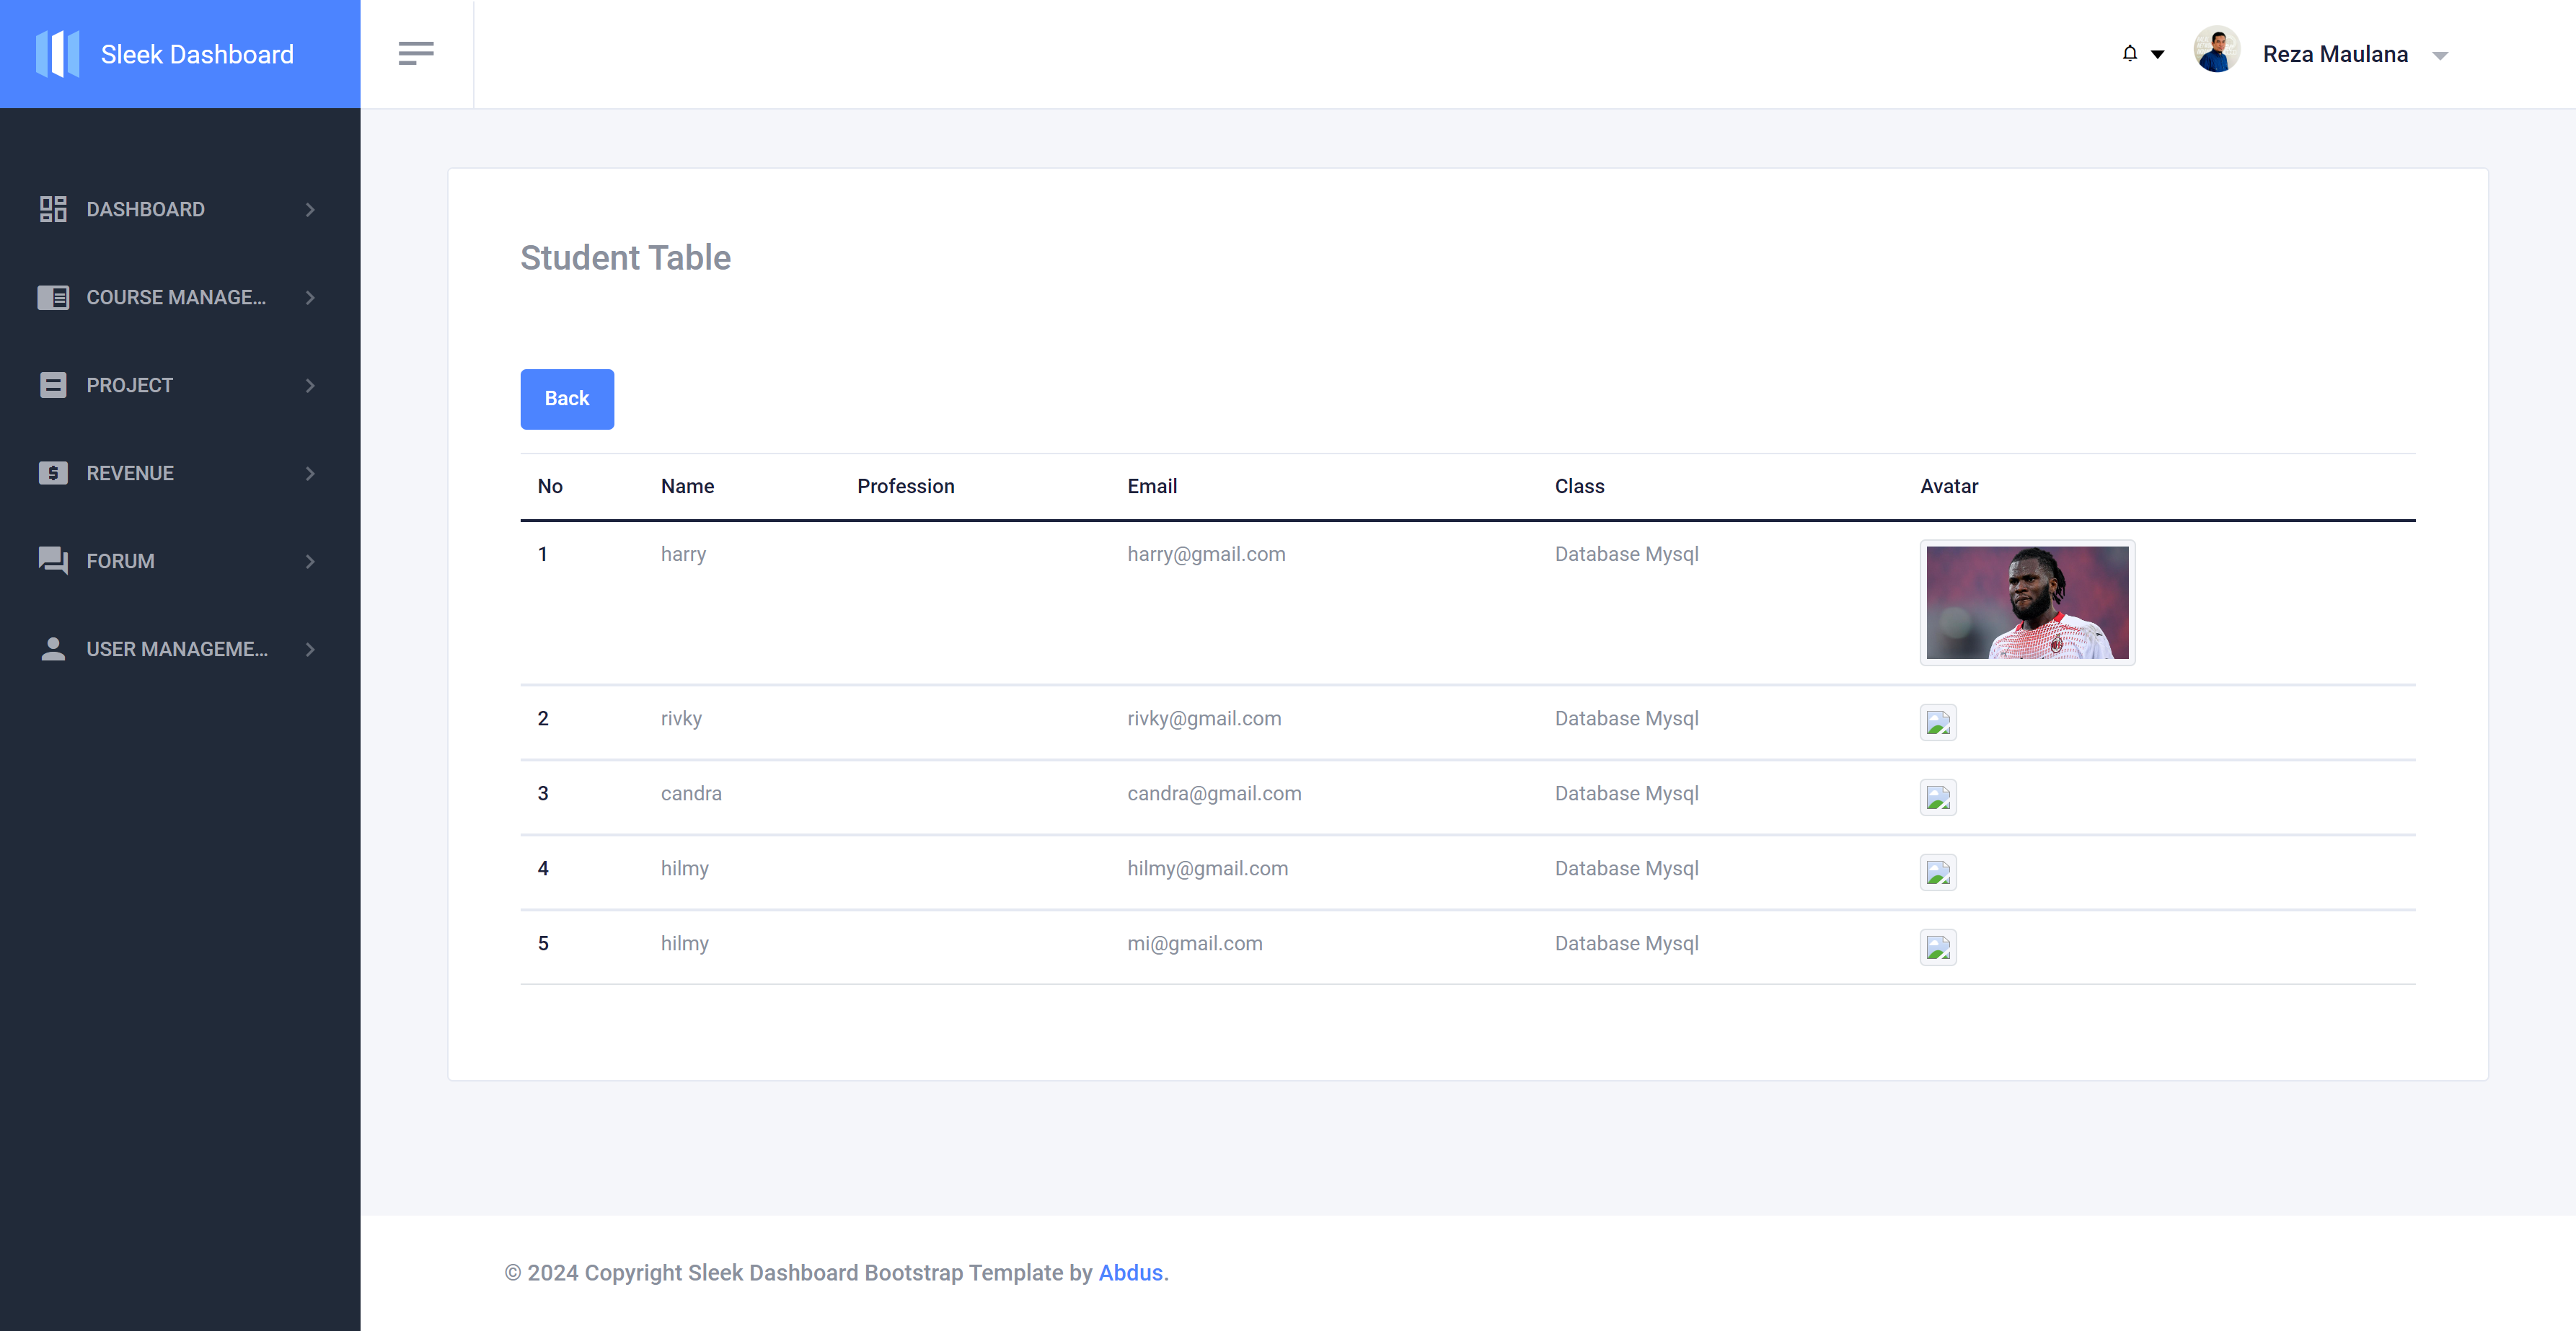 Sleek Dashboard
Reza Maulana
DASHBOARD
COURSE MANAGE...
PROJECT
REVENUE
FORUM
USER MANAGEME...
Student Table
Back
No Name Profession Email Class Avatar
1 harry harry@gmail.com Database Mysql
2 rivky rivky@gmail.com Database Mysql
3 candra candra@gmail.com Database Mysql
4 hilmy hilmy@gmail.com Database Mysql
5 hilmy mi@gmail.com Database Mysql
© 2024 Copyright Sleek Dashboard Bootstrap Template by Abdus.